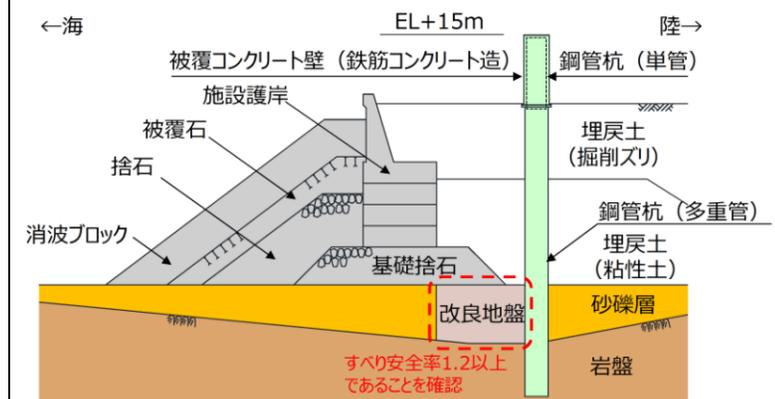 ←海
EL+15m
陸→
被覆コンクリート壁（鉄筋コンクリート造）
鋼管杭（単管）
施設護岸
被覆石
捨石
消波ブロック
埋戻土
（掘削ズリ）
鋼管杭（多重管）
埋戻土
（粘性土）
基礎捨石
改良地盤
砂礫層
岩盤
すべり安全率1.2以上
であることを確認